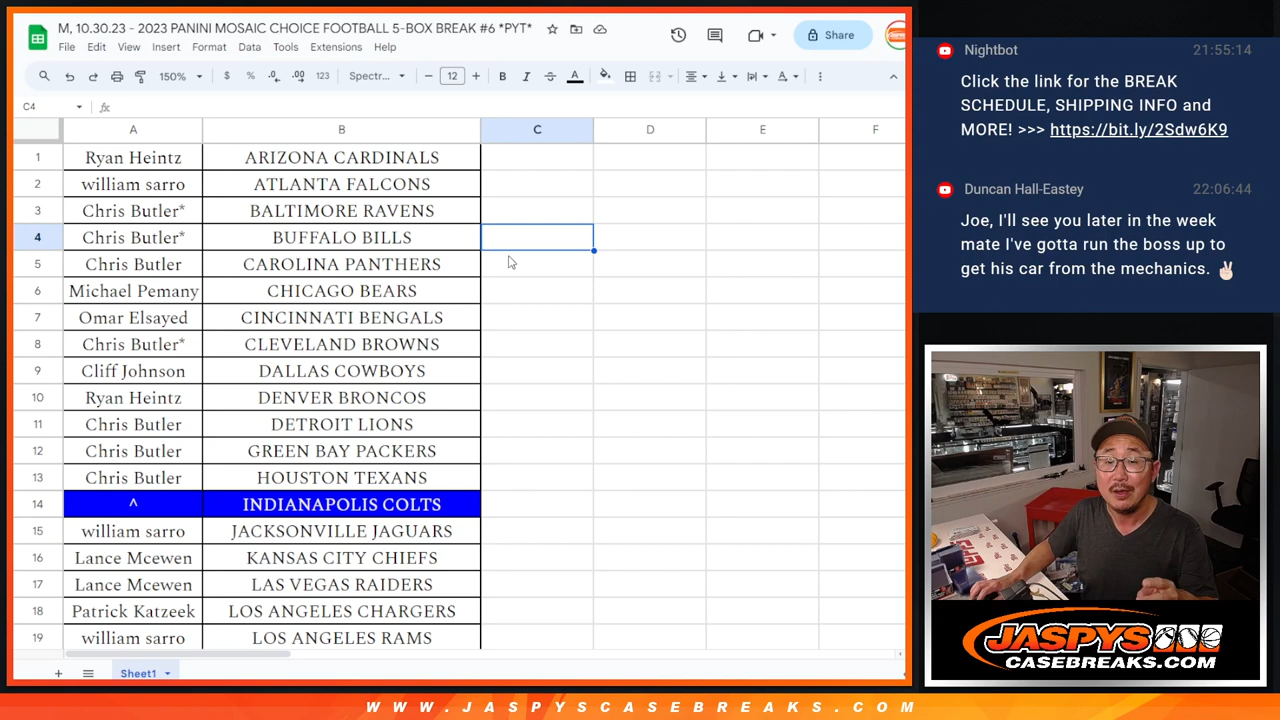 M, 10.30.23 - 2023 PANINI MOSAIC CHOICE FOOTBALL 5-BOX BREAK #6 *PYT*
File Edit View Insert Format Data Tools Extensions Help
Share
150% $ % .0 .00 123 Spectr... 12 B I A
C4 fx
A B C D E F
1 Ryan Heintz ARIZONA CARDINALS
2 william sarro ATLANTA FALCONS
3 Chris Butler* BALTIMORE RAVENS
4 Chris Butler* BUFFALO BILLS
5 Chris Butler CAROLINA PANTHERS
6 Michael Pemany CHICAGO BEARS
7 Omar Elsayed CINCINNATI BENGALS
8 Chris Butler* CLEVELAND BROWNS
9 Cliff Johnson DALLAS COWBOYS
10 Ryan Heintz DENVER BRONCOS
11 Chris Butler DETROIT LIONS
12 Chris Butler GREEN BAY PACKERS
13 Chris Butler HOUSTON TEXANS
14 ^ INDIANAPOLIS COLTS
15 william sarro JACKSONVILLE JAGUARS
16 Lance Mcewen KANSAS CITY CHIEFS
17 Lance Mcewen LAS VEGAS RAIDERS
18 Patrick Katzeek LOS ANGELES CHARGERS
19 william sarro LOS ANGELES RAMS
Sheet1
Nightbot 21:55:14
Click the link for the BREAK
SCHEDULE, SHIPPING INFO and
MORE! >>> https://bit.ly/2Sdw6K9
Duncan Hall-Eastey 22:06:44
Joe, I'll see you later in the week
mate I've gotta run the boss up to
get his car from the mechanics. ✌🏻
JASPYS
CASEBREAKS.COM
WWW.JASPYSCASEBREAKS.COM